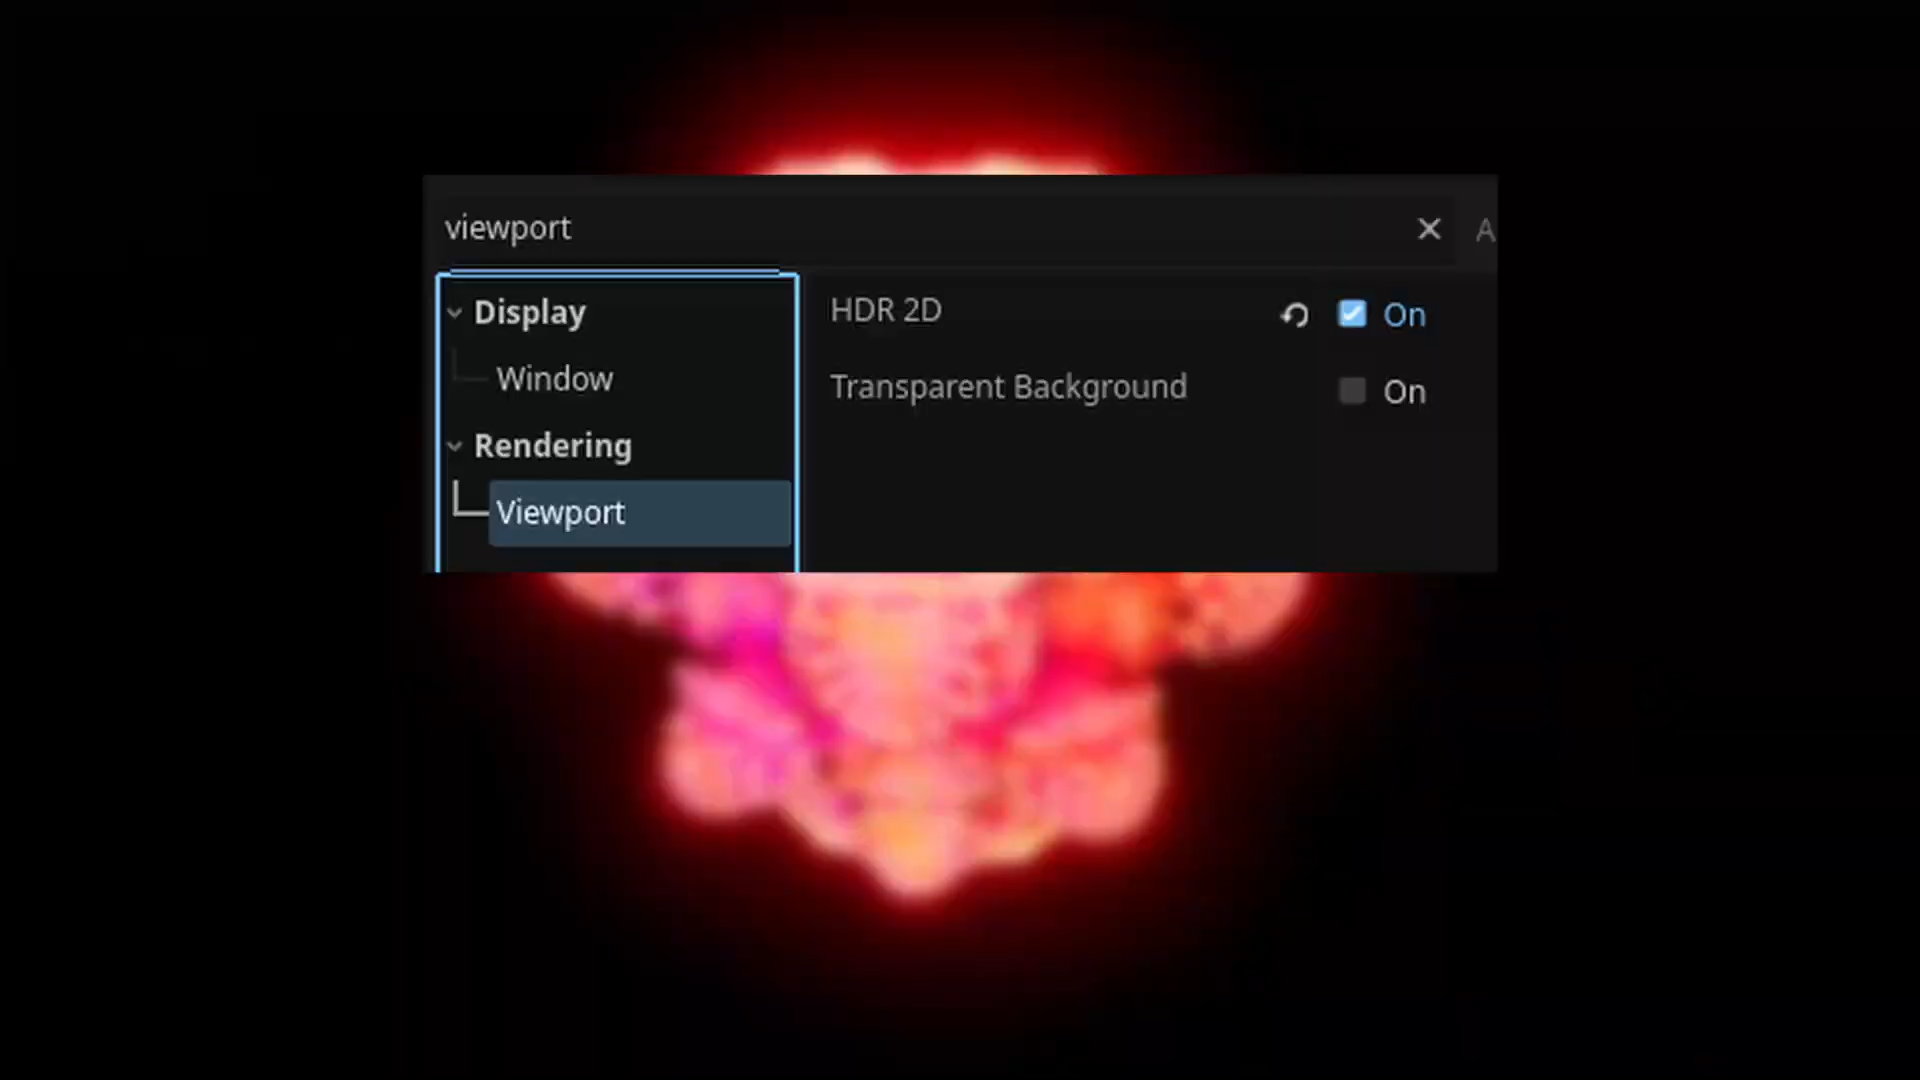 viewport
A
Display
Window
Rendering
Viewport
HDR 2D
On
Transparent Background
On